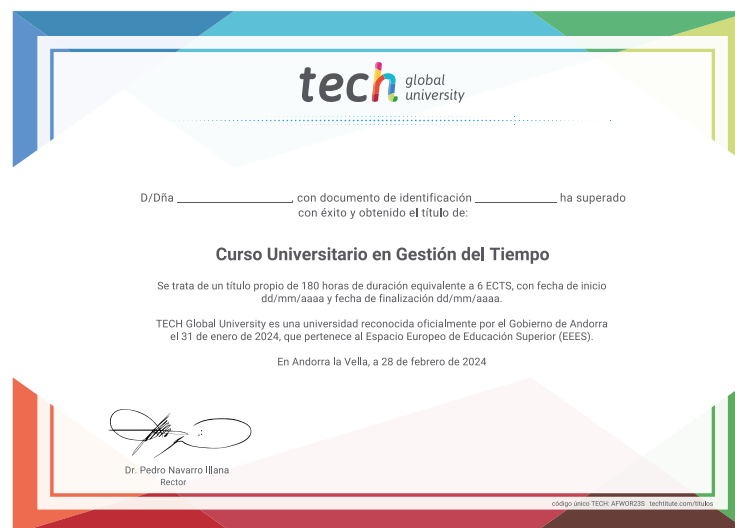 tech global university
D/Dña ____________________, con documento de identificación ______________ ha superado
con éxito y obtenido el título de:
Curso Universitario en Gestión del Tiempo
Se trata de un título propio de 180 horas de duración equivalente a 6 ECTS, con fecha de inicio
dd/mm/aaaa y fecha de finalización dd/mm/aaaa.
TECH Global University es una universidad reconocida oficialmente por el Gobierno de Andorra
el 31 de enero de 2024, que pertenece al Espacio Europeo de Educación Superior (EEES).
En Andorra la Vella, a 28 de febrero de 2024
Dr. Pedro Navarro Illana
Rector
código único TECH: AFWOR23S techtitute.com/titulos